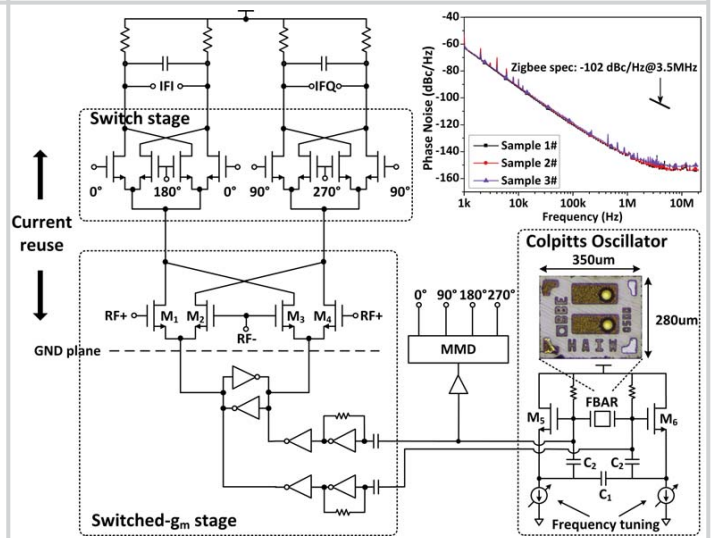 IFI
IFQ
Switch stage
0°
180°
0°
90°
270°
90°
Current
reuse
RF+
M1
M2
M3
M4
RF+
RF-
GND plane
Switched-gm stage
0° 90° 180° 270°
MMD
Phase Noise (dBc/Hz)
-40
-60
-80
-100
-120
-140
-160
Zigbee spec: -102 dBc/Hz@3.5MHz
Sample 1#
Sample 2#
Sample 3#
1k 10k 100k 1M 10M
Frequency (Hz)
Colpitts Oscillator
350um
280um
FBAR
M5
M6
C2
C2
C1
Frequency tuning